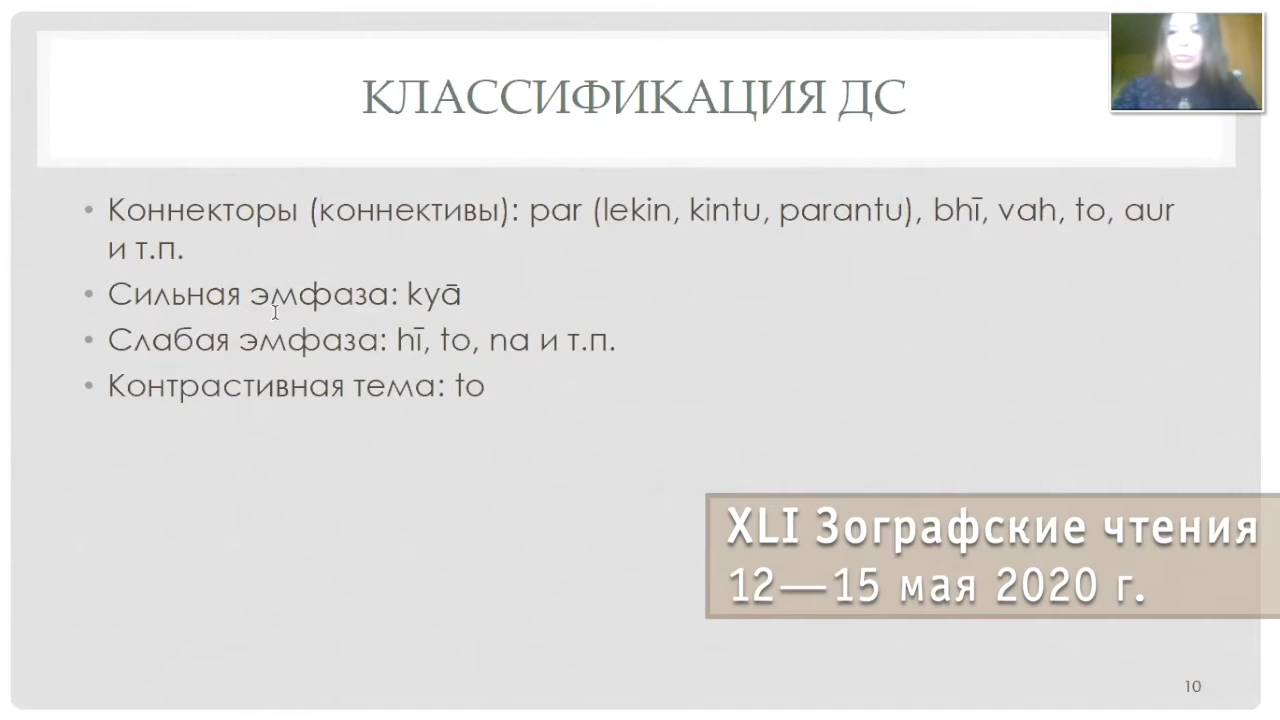 КЛАССИФИКАЦИЯ ДС
• Коннекторы (коннективы): par (lekin, kintu, parantu), bhī, vah, to, aur
и т.п.
• Сильная эмфаза: kyā
• Слабая эмфаза: hī, to, na и т.п.
• Контрастивная тема: to
XLI Зографские чтения
12—15 мая 2020 г.
10